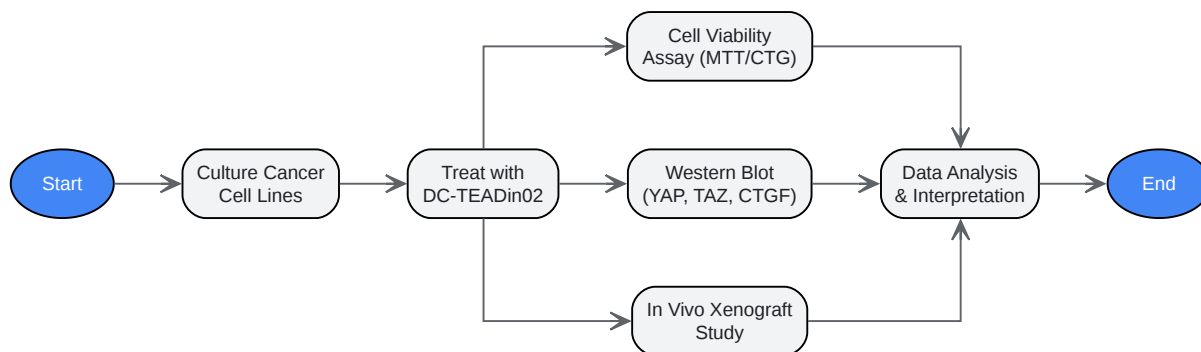 Start
Culture Cancer
Cell Lines
Treat with
DC-TEADin02
Cell Viability
Assay (MTT/CTG)
Western Blot
(YAP, TAZ, CTGF)
In Vivo Xenograft
Study
Data Analysis
& Interpretation
End